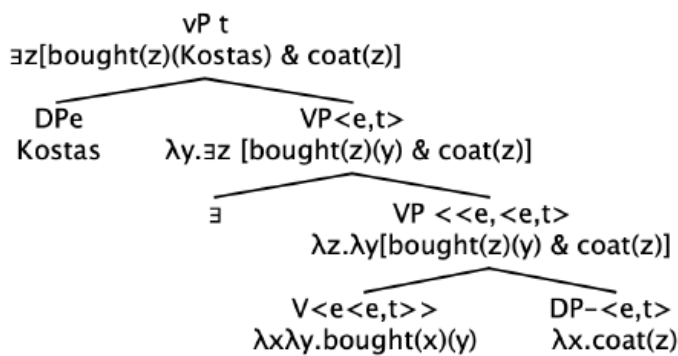 vP t
∃z[bought(z)(Kostas) & coat(z)]
DPe
VP<e,t>
Kostas
λy.∃z [bought(z)(y) & coat(z)]
∃
VP <<e,<e,t>
λz.λy[bought(z)(y) & coat(z)]
V<e<e,t>>
DP-<e,t>
λxλy.bought(x)(y)
λx.coat(z)